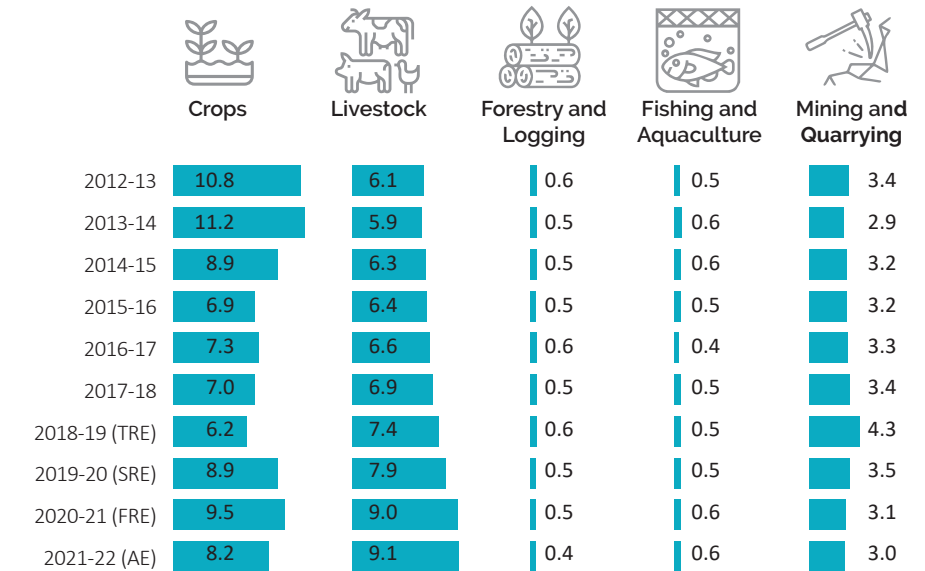 Crops Livestock Forestry and Logging Fishing and Aquaculture Mining and Quarrying
2012-13 10.8 6.1 0.6 0.5 3.4
2013-14 11.2 5.9 0.5 0.6 2.9
2014-15 8.9 6.3 0.5 0.6 3.2
2015-16 6.9 6.4 0.5 0.5 3.2
2016-17 7.3 6.6 0.6 0.4 3.3
2017-18 7.0 6.9 0.5 0.5 3.4
2018-19 (TRE) 6.2 7.4 0.6 0.5 4.3
2019-20 (SRE) 8.9 7.9 0.5 0.5 3.5
2020-21 (FRE) 9.5 9.0 0.5 0.6 3.1
2021-22 (AE) 8.2 9.1 0.4 0.6 3.0